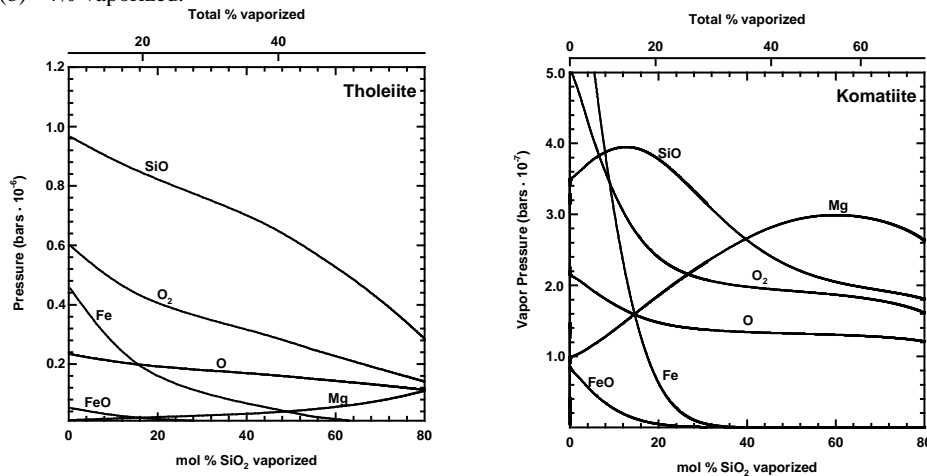 (b) % vaporized.
Total % vaporized
20 40
1.2
1.0
0.8
0.6
0.4
0.2
Pressure (bars · 10⁻⁶)
Tholeiite
SiO
O₂
Fe
O
FeO
Mg
0 20 40 60 80
mol % SiO₂ vaporized
Total % vaporized
0 20 40 60
5.0
4.0
3.0
2.0
1.0
Vapor Pressure (bars · 10⁻⁷)
Komatiite
SiO
Mg
O₂
O
Fe
FeO
0 20 40 60 80
mol % SiO₂ vaporized